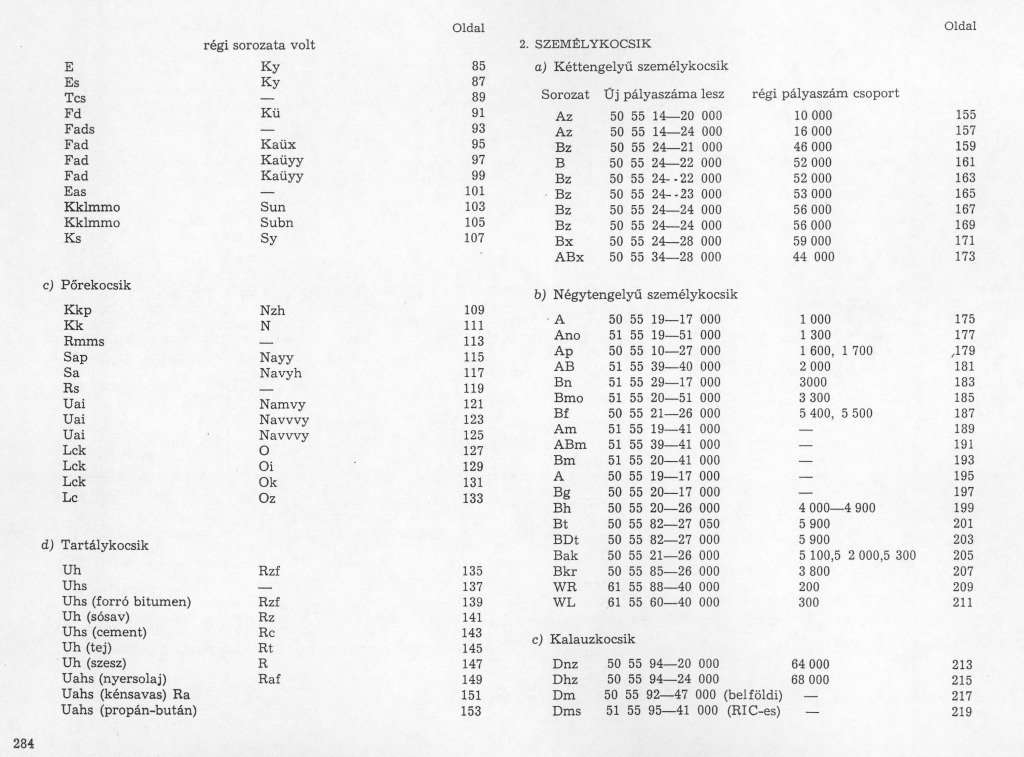 Oldal
régi sorozata volt
E Ky 85
Es Ky 87
Tcs — 89
Fd Kü 91
Fads — 93
Fad Kaüx 95
Fad Kaüyy 97
Fad Kaüyy 99
Eas — 101
Kklmmo Sun 103
Kklmmo Subn 105
Ks Sy 107
c) Pőrekocsik
Kkp Nzh 109
Kk N 111
Rmms — 113
Sap Nayy 115
Sa Navyh 117
Rs — 119
Uai Namvy 121
Uai Navvvy 123
Uai Navvvy 125
Lck O 127
Lck Oi 129
Lck Ok 131
Lc Oz 133
d) Tartálykocsik
Uh Rzf 135
Uhs — 137
Uhs (forró bitumen) Rzf 139
Uh (sósav) Rz 141
Uhs (cement) Rc 143
Uh (tej) Rt 145
Uh (szesz) R 147
Uahs (nyersolaj) Raf 149
Uahs (kénsavas) Ra 151
Uahs (propán-bután) 153
284
Oldal
2. SZEMÉLYKOCSIK
a) Kéttengelyű személykocsik
Sorozat Új pályaszáma lesz régi pályaszám csoport
Az 50 55 14—20 000 10 000 155
Az 50 55 14—24 000 16 000 157
Bz 50 55 24—21 000 46 000 159
B 50 55 24—22 000 52 000 161
Bz 50 55 24--22 000 52 000 163
Bz 50 55 24--23 000 53 000 165
Bz 50 55 24—24 000 56 000 167
Bz 50 55 24—24 000 56 000 169
Bx 50 55 24—28 000 59 000 171
ABx 50 55 34—28 000 44 000 173
b) Négytengelyű személykocsik
A 50 55 19—17 000 1 000 175
Ano 51 55 19—51 000 1 300 177
Ap 50 55 10—27 000 1 600, 1 700 179
AB 51 55 39—40 000 2 000 181
Bn 51 55 29—17 000 3000 183
Bmo 51 55 20—51 000 3 300 185
Bf 50 55 21—26 000 5 400, 5 500 187
Am 51 55 19—41 000 — 189
ABm 51 55 39—41 000 — 191
Bm 51 55 20—41 000 — 193
A 50 55 19—17 000 — 195
Bg 50 55 20—17 000 — 197
Bh 50 55 20—26 000 4 000—4 900 199
Bt 50 55 82—27 050 5 900 201
BDt 50 55 82—27 000 5 900 203
Bak 50 55 21—26 000 5 100,5 2 000,5 300 205
Bkr 50 55 85—26 000 3 800 207
WR 61 55 88—40 000 200 209
WL 61 55 60—40 000 300 211
c) Kalauzkocsik
Dnz 50 55 94—20 000 64 000 213
Dhz 50 55 94—24 000 68 000 215
Dm 50 55 92—47 000 (belföldi) — 217
Dms 51 55 95—41 000 (RIC-es) — 219